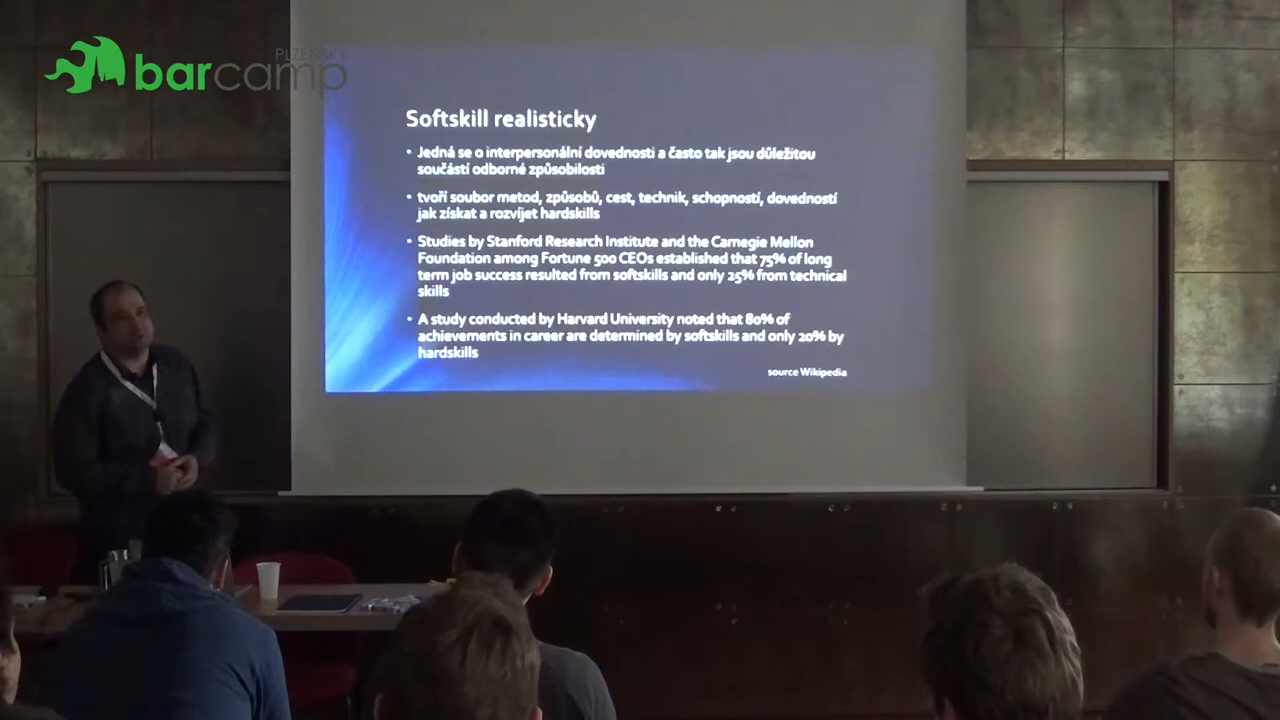 PLZEŇSKÝ
barcamp
Softskill realisticky
• Jedná se o interpersonální dovednosti a často tak jsou důležitou
součástí odborné způsobilosti
• tvoří soubor metod, způsobů, cest, technik, schopností, dovedností
jak získat a rozvíjet hardskills
• Studies by Stanford Research Institute and the Carnegie Mellon
Foundation among Fortune 500 CEOs established that 75% of long
term job success resulted from softskills and only 25% from technical
skills
• A study conducted by Harvard University noted that 80% of
achievements in career are determined by softskills and only 20% by
hardskills
source Wikipedia